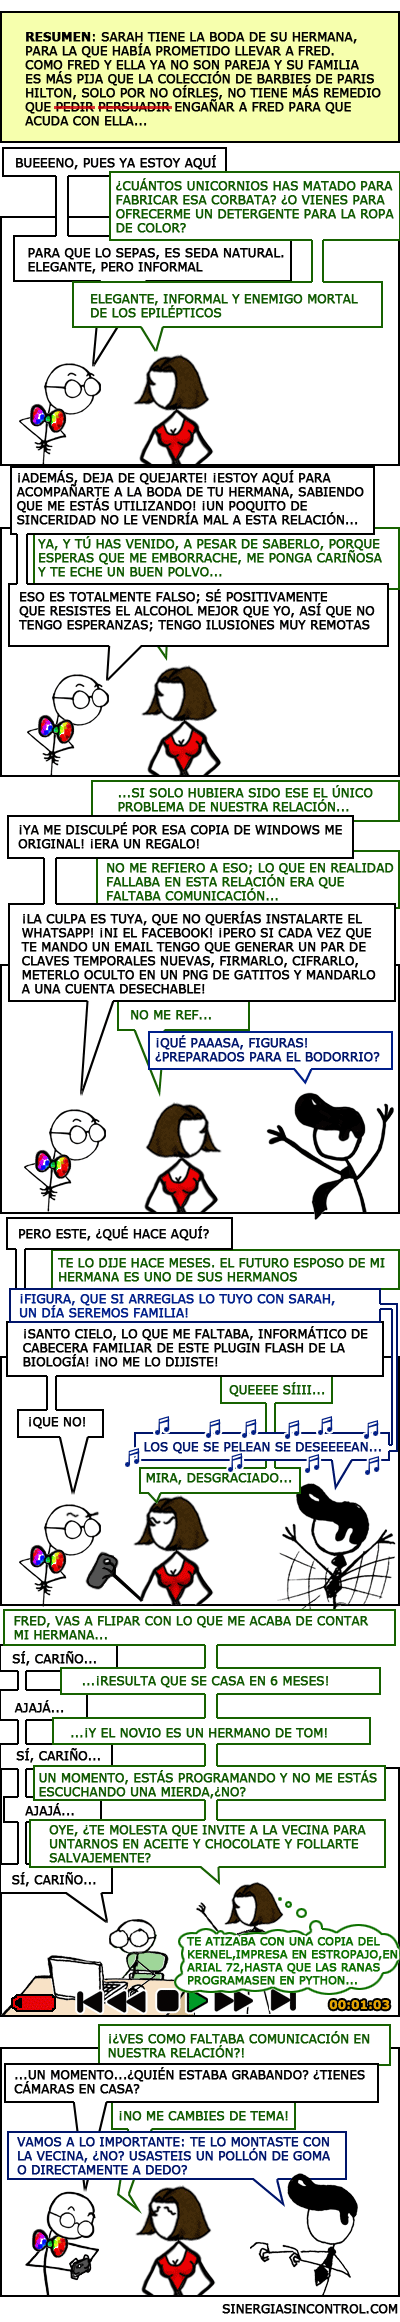 RESUMEN: SARAH TIENE LA BODA DE SU HERMANA,
PARA LA QUE HABÍA PROMETIDO LLEVAR A FRED.
COMO FRED Y ELLA YA NO SON PAREJA Y SU FAMILIA
ES MÁS PIJA QUE LA COLECCIÓN DE BARBIES DE PARIS
HILTON, SOLO POR NO OÍRLES, NO TIENE MÁS REMEDIO
QUE PEDIR PERSUADIR ENGAÑAR A FRED PARA QUE
ACUDA CON ELLA...
BUEEENO, PUES YA ESTOY AQUÍ
¿CUÁNTOS UNICORNIOS HAS MATADO PARA
FABRICAR ESA CORBATA? ¿O VIENES PARA
OFRECERME UN DETERGENTE PARA LA ROPA
DE COLOR?
PARA QUE LO SEPAS, ES SEDA NATURAL.
ELEGANTE, PERO INFORMAL
ELEGANTE, INFORMAL Y ENEMIGO MORTAL
DE LOS EPILÉPTICOS
¡ADEMÁS, DEJA DE QUEJARTE! ¡ESTOY AQUÍ PARA
ACOMPAÑARTE A LA BODA DE TU HERMANA, SABIENDO
QUE ME ESTÁS UTILIZANDO! ¡UN POQUITO DE
SINCERIDAD NO LE VENDRÍA MAL A ESTA RELACIÓN...
YA, Y TÚ HAS VENIDO, A PESAR DE SABERLO, PORQUE
ESPERAS QUE ME EMBORRACHE, ME PONGA CARIÑOSA
Y TE ECHE UN BUEN POLVO...
ESO ES TOTALMENTE FALSO; SÉ POSITIVAMENTE
QUE RESISTES EL ALCOHOL MEJOR QUE YO, ASÍ QUE NO
TENGO ESPERANZAS; TENGO ILUSIONES MUY REMOTAS
...SI SOLO HUBIERA SIDO ESE EL ÚNICO
PROBLEMA DE NUESTRA RELACIÓN...
¡YA ME DISCULPÉ POR ESA COPIA DE WINDOWS ME
ORIGINAL! ¡ERA UN REGALO!
NO ME REFIERO A ESO; LO QUE EN REALIDAD
FALLABA EN ESTA RELACIÓN ERA QUE
FALTABA COMUNICACIÓN...
¡LA CULPA ES TUYA, QUE NO QUERÍAS INSTALARTE EL
WHATSAPP! ¡NI EL FACEBOOK! ¡PERO SI CADA VEZ QUE
TE MANDO UN EMAIL TENGO QUE GENERAR UN PAR DE
CLAVES TEMPORALES NUEVAS, FIRMARLO, CIFRARLO,
METERLO OCULTO EN UN PNG DE GATITOS Y MANDARLO
A UNA CUENTA DESECHABLE!
NO ME REF...
¡QUÉ PAAASA, FIGURAS!
¿PREPARADOS PARA EL BODORRIO?
PERO ESTE, ¿QUÉ HACE AQUÍ?
TE LO DIJE HACE MESES. EL FUTURO ESPOSO DE MI
HERMANA ES UNO DE SUS HERMANOS
¡FIGURA, QUE SI ARREGLAS LO TUYO CON SARAH,
UN DÍA SEREMOS FAMILIA!
¡SANTO CIELO, LO QUE ME FALTABA, INFORMÁTICO DE
CABECERA FAMILIAR DE ESTE PLUGIN FLASH DE LA
BIOLOGÍA! ¡NO ME LO DIJISTE!
QUEEEE SÍIII...
¡QUE NO!
LOS QUE SE PELEAN SE DESEEEEAN...
MIRA, DESGRACIADO...
FRED, VAS A FLIPAR CON LO QUE ME ACABA DE CONTAR
MI HERMANA...
SÍ, CARIÑO...
...¡RESULTA QUE SE CASA EN 6 MESES!
AJAJÁ...
...¡Y EL NOVIO ES UN HERMANO DE TOM!
SÍ, CARIÑO...
UN MOMENTO, ESTÁS PROGRAMANDO Y NO ME ESTÁS
ESCUCHANDO UNA MIERDA,¿NO?
AJAJÁ...
OYE, ¿TE MOLESTA QUE INVITE A LA VECINA PARA
UNTARNOS EN ACEITE Y CHOCOLATE Y FOLLARTE
SALVAJEMENTE?
SÍ, CARIÑO...
TE ATIZABA CON UNA COPIA DEL
KERNEL,IMPRESA EN ESTROPAJO,EN
ARIAL 72,HASTA QUE LAS RANAS
PROGRAMASEN EN PYTHON...
00:01:03
¡¿VES COMO FALTABA COMUNICACIÓN EN
NUESTRA RELACIÓN?!
...UN MOMENTO...¿QUIÉN ESTABA GRABANDO? ¿TIENES
CÁMARAS EN CASA?
¡NO ME CAMBIES DE TEMA!
VAMOS A LO IMPORTANTE: TE LO MONTASTE CON
LA VECINA, ¿NO? USASTEIS UN POLLÓN DE GOMA
O DIRECTAMENTE A DEDO?
SINERGIASINCONTROL.COM